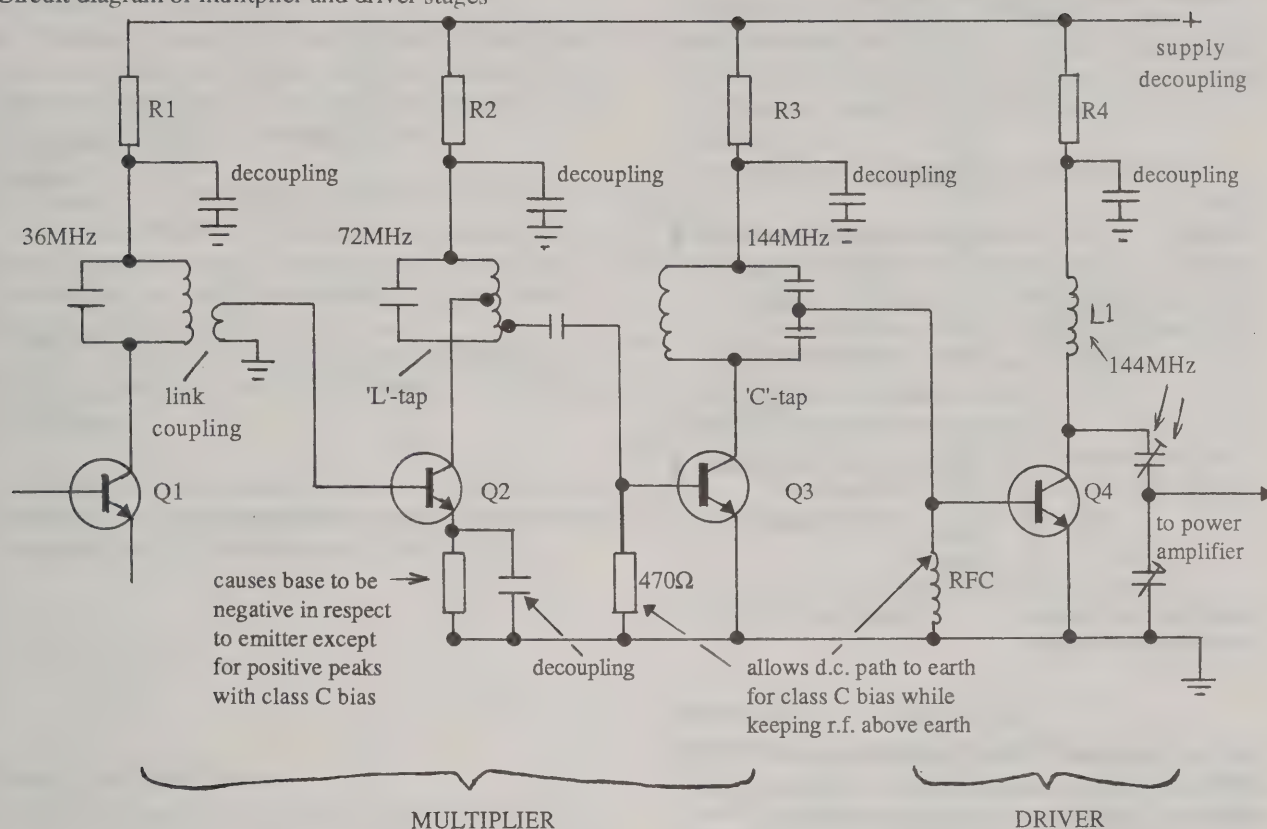 Circuit diagram of multiplier and driver stages
+
supply
decoupling
R1
R2
R3
R4
decoupling
decoupling
decoupling
decoupling
36MHz
72MHz
144MHz
L1
144MHz
link
coupling
'L'-tap
'C'-tap
Q1
Q2
Q3
Q4
to power
amplifier
causes base to be
negative in respect
to emitter except
for positive peaks
with class C bias
470Ω
RFC
decoupling
allows d.c. path to earth
for class C bias while
keeping r.f. above earth
MULTIPLIER
DRIVER